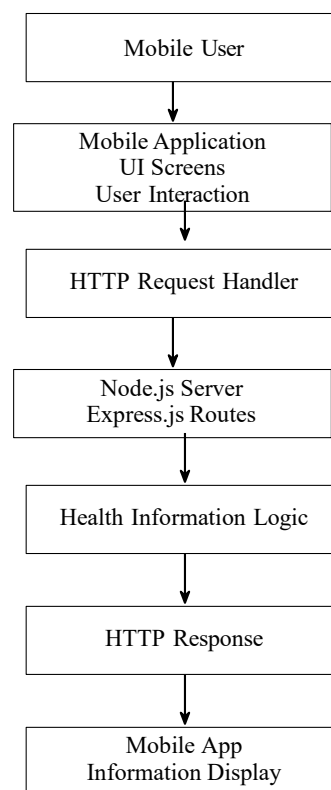 Mobile User
Mobile Application
UI Screens
User Interaction
HTTP Request Handler
Node.js Server
Express.js Routes
Health Information Logic
HTTP Response
Mobile App
Information Display